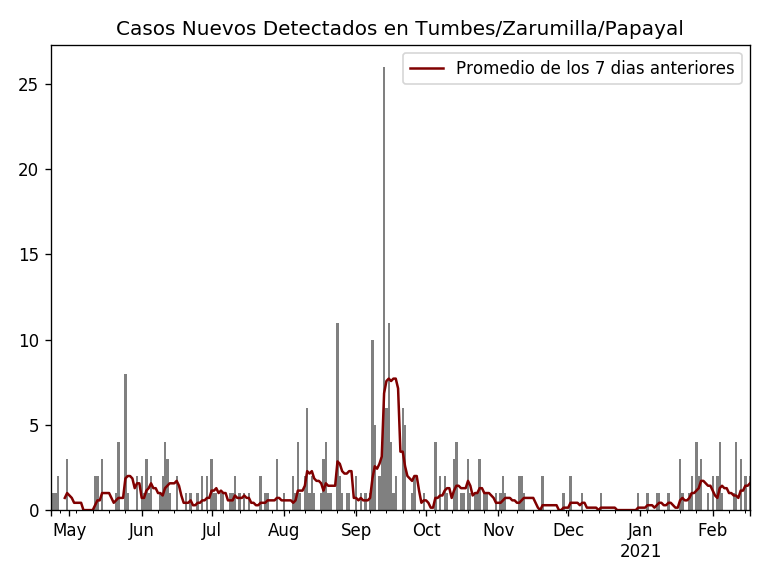 Casos Nuevos Detectados en Tumbes/Zarumilla/Papayal
Promedio de los 7 dias anteriores
25
20
15
10
5
0
May Jun Jul Aug Sep Oct Nov Dec Jan Feb
2021